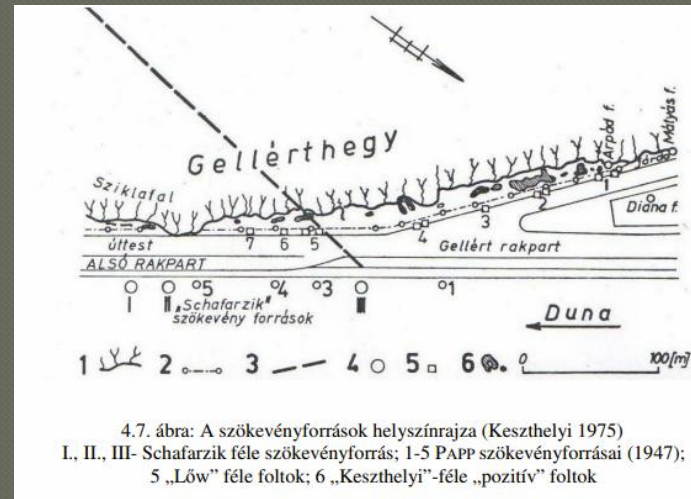 Gellérthegy
Sziklafal
Árpád f.
Mátyás f.
Diána f.
1
2
3
4
7 6 5
úttest
Gellért rakpart
ALSÓ RAKPART
I II 5 4 3 III 1
„Schafarzik"
szökevény források
Duna
1 2 3 4 5 6 0 100[m]
4.7. ábra: A szökevényforrások helyszínrajza (Keszthelyi 1975)
I., II., III- Schafarzik féle szökevényforrás; 1-5 PAPP szökevényforrásai (1947);
5 „Lőw” féle foltok; 6 „Keszthelyi”-féle „pozitív” foltok